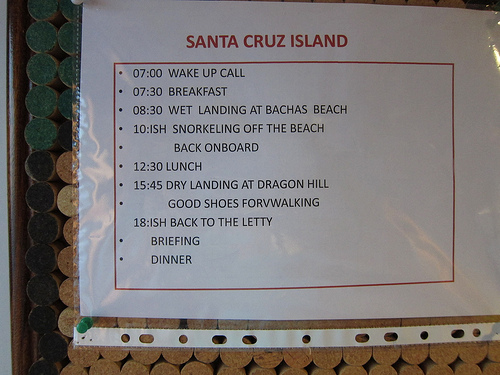 SANTA CRUZ ISLAND
• 07:00 WAKE UP CALL
• 07:30 BREAKFAST
• 08:30 WET LANDING AT BACHAS BEACH
• 10:ISH SNORKELING OFF THE BEACH
• BACK ONBOARD
• 12:30 LUNCH
• 15:45 DRY LANDING AT DRAGON HILL
• GOOD SHOES FORVWALKING
18:ISH BACK TO THE LETTY
• BRIEFING
• DINNER